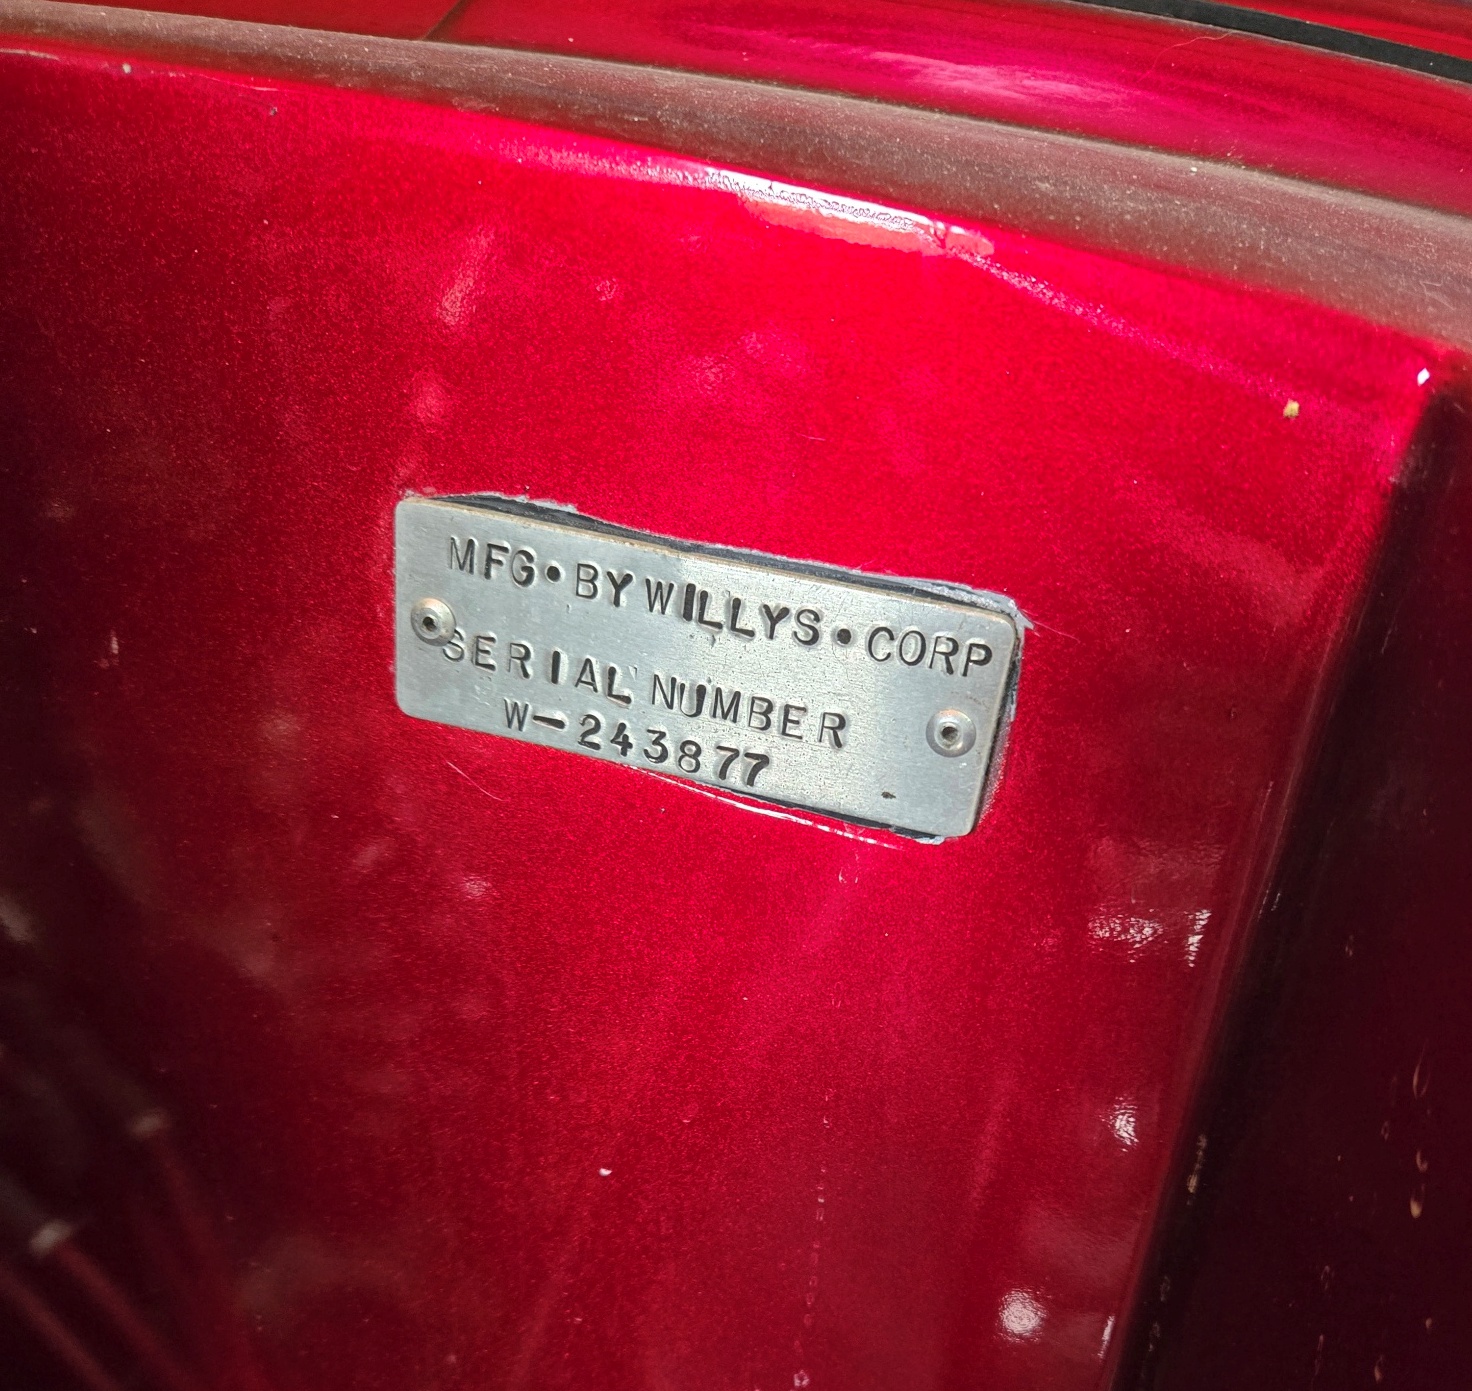 MFG•BY WILLYS•CORP
SERIAL NUMBER
W-243877